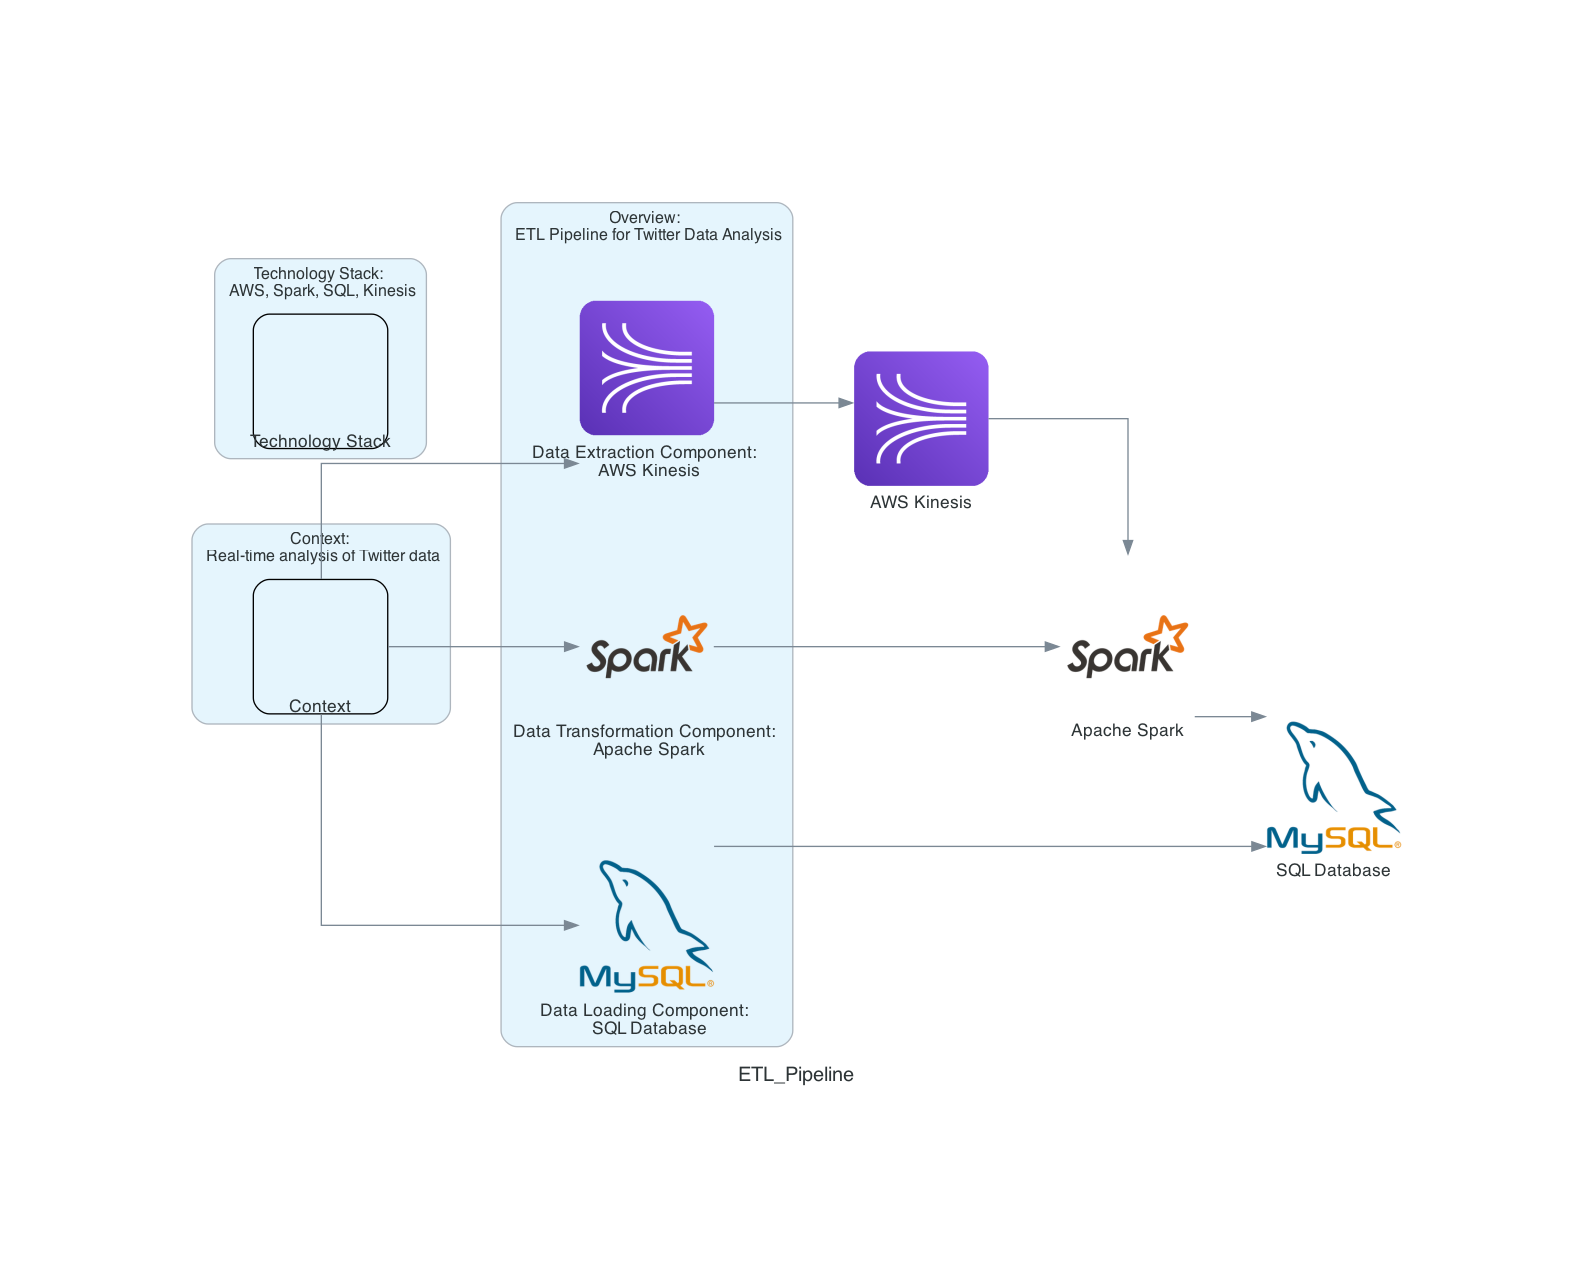 Overview:
ETL Pipeline for Twitter Data Analysis
Technology Stack:
AWS, Spark, SQL, Kinesis
Technology Stack
Data Extraction Component:
AWS Kinesis
AWS Kinesis
Context:
Real-time analysis of Twitter data
Context
Spark
Data Transformation Component:
Apache Spark
Spark
Apache Spark
MySQL®
SQL Database
MySQL®
Data Loading Component:
SQL Database
ETL_Pipeline